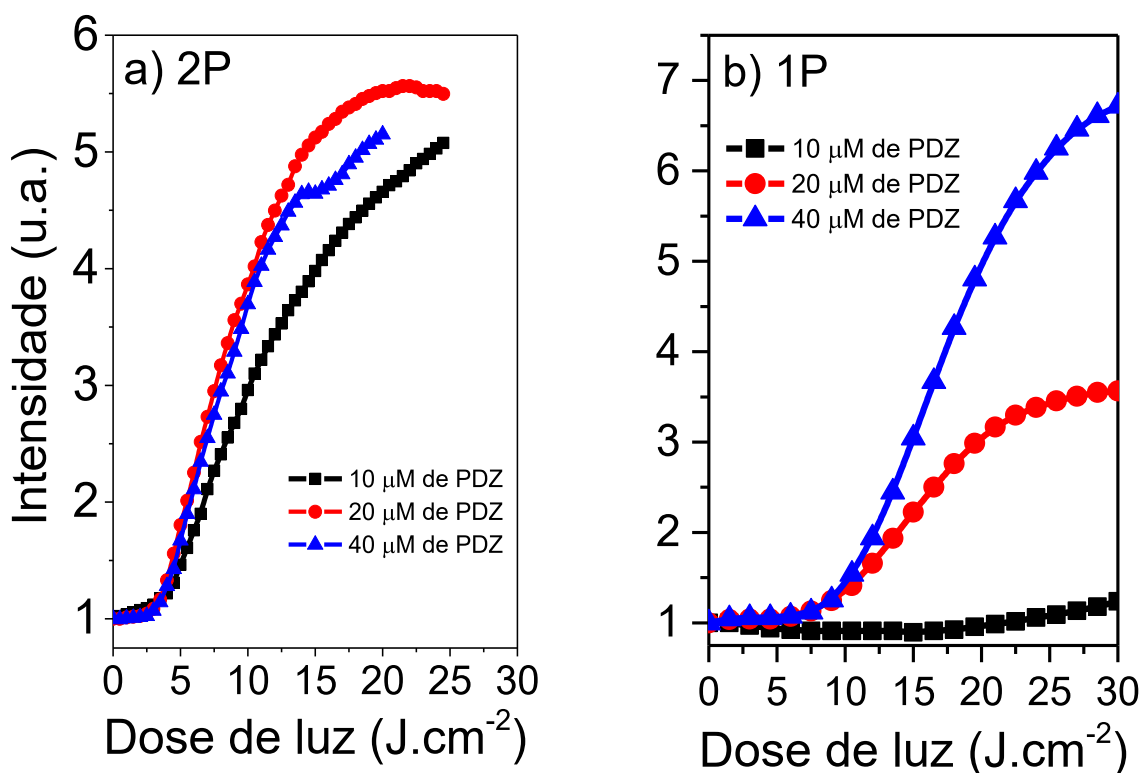 a) 2P
6
5
4
3
2
1
Intensidade (u.a.)
10 μM de PDZ
20 μM de PDZ
40 μM de PDZ
0 5 10 15 20 25 30
Dose de luz (J.cm⁻²)
b) 1P
7
6
5
4
3
2
1
10 μM de PDZ
20 μM de PDZ
40 μM de PDZ
0 5 10 15 20 25 30
Dose de luz (J.cm⁻²)